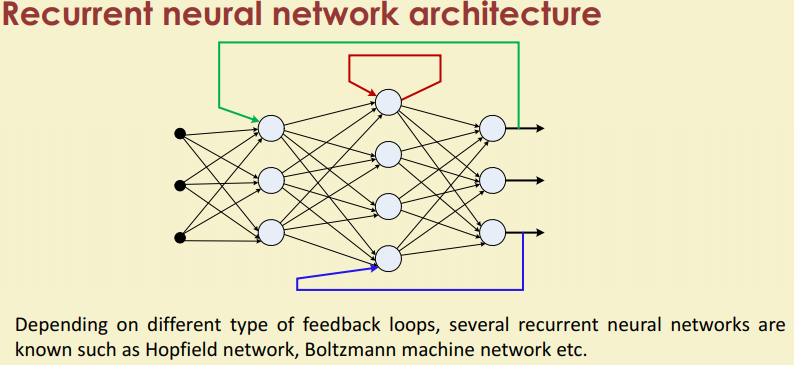 Recurrent neural network architecture
Depending on different type of feedback loops, several recurrent neural networks are
known such as Hopfield network, Boltzmann machine network etc.